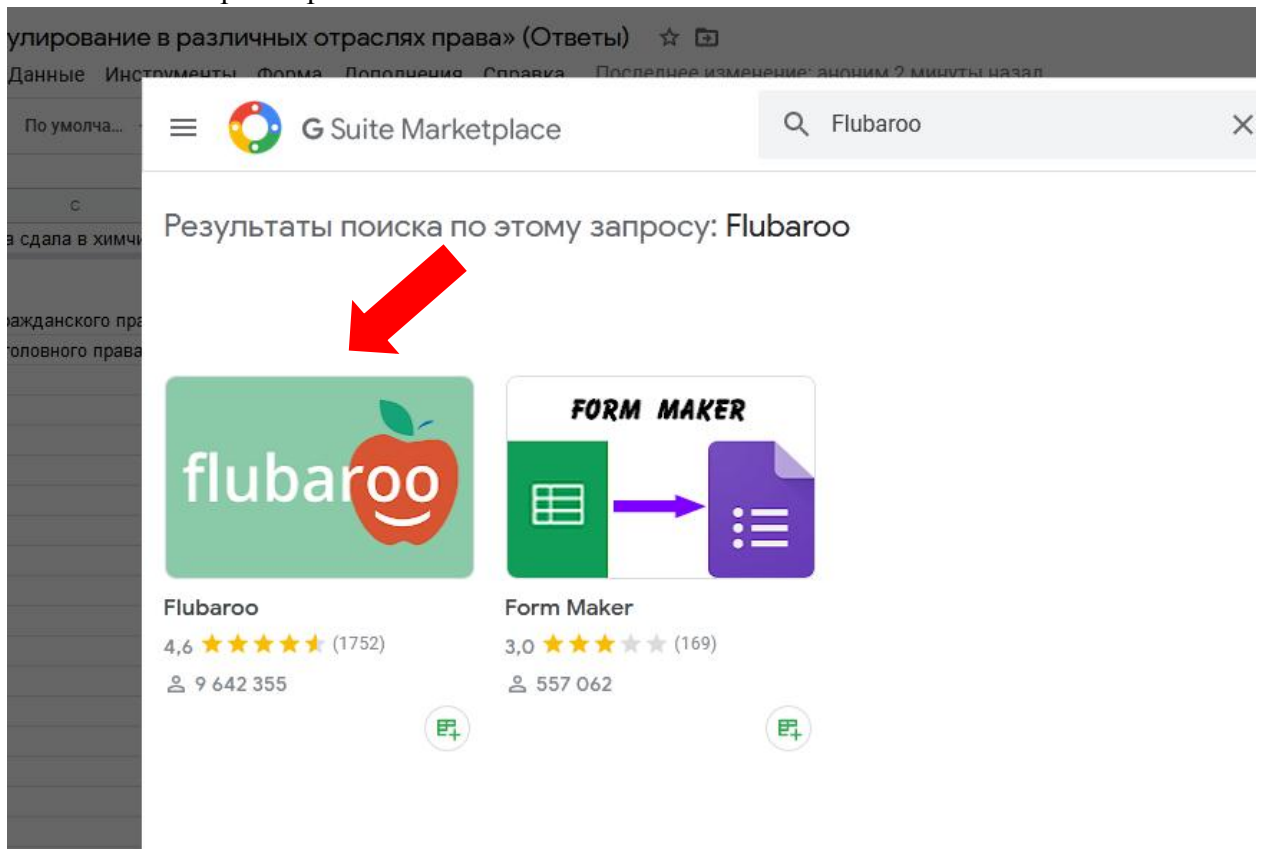 улирование в различных отраслях права» (Ответы)
Данные Инструменты Форма Дополнения Справка Последнее изменение: аноним 2 минуты назад
По умолча...
G Suite Marketplace
Flubaroo
C
а сдала в химчи
Результаты поиска по этому запросу: Flubaroo
ражданского пра
головного права
flubaroo
FORM MAKER
Flubaroo
Form Maker
4,6 (1752)
3,0 (169)
9 642 355
557 062